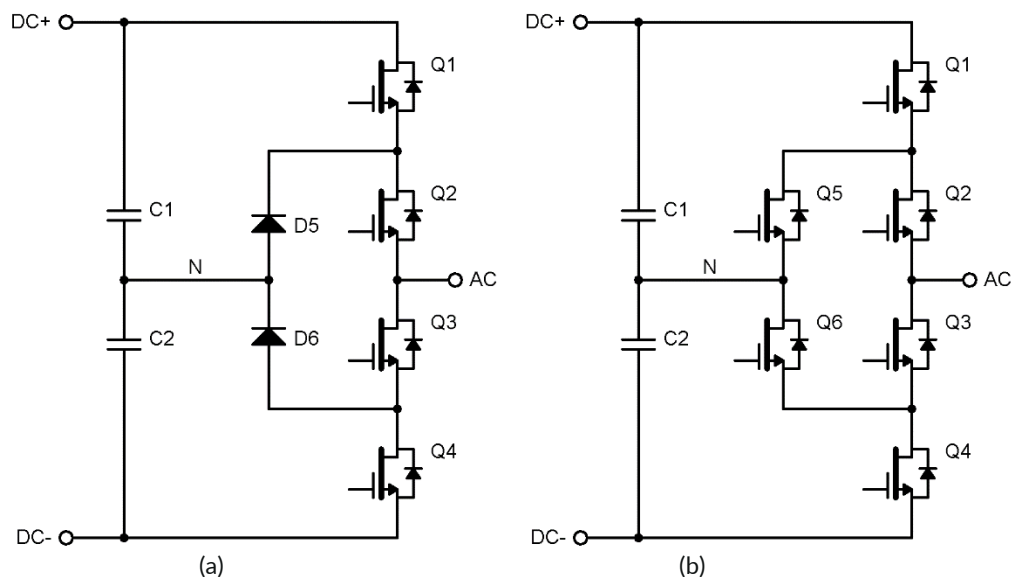 DC+
Q1
Q2
C1
D5
N
AC
C2
D6
Q3
Q4
DC-
(a)
DC+
Q1
Q5
Q2
C1
N
AC
Q6
C2
Q3
Q4
DC-
(b)